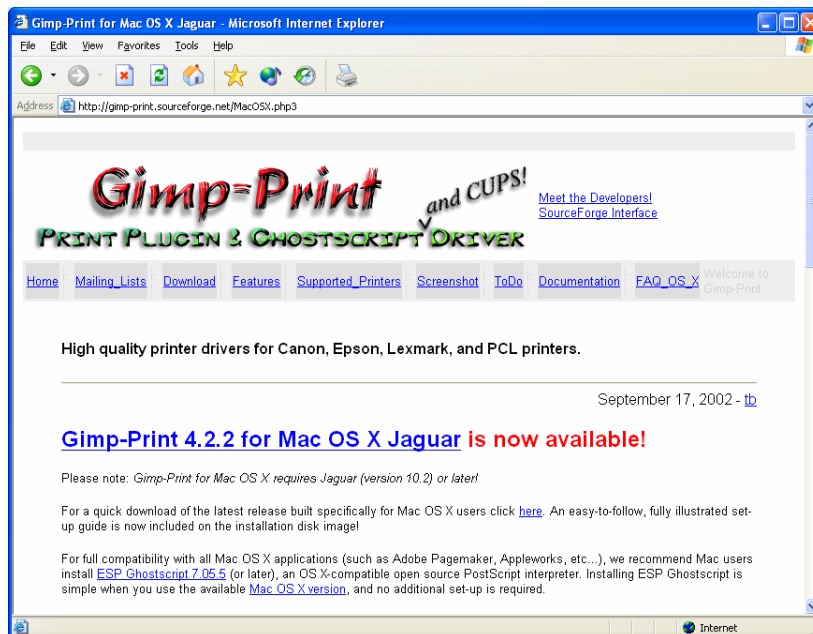 Gimp-Print for Mac OS X Jaguar - Microsoft Internet Explorer
File Edit View Favorites Tools Help
Address http://gimp-print.sourceforge.net/MacOSX.php3
Gimp-Print and CUPS!
PRINT PLUGIN & GHOSTSCRIPT DRIVER
Meet the Developers!
SourceForge Interface
Home Mailing_Lists Download Features Supported_Printers Screenshot ToDo Documentation FAQ_OS_X Welcome to
Gimp-Print.
High quality printer drivers for Canon, Epson, Lexmark, and PCL printers.
September 17, 2002 - tb
Gimp-Print 4.2.2 for Mac OS X Jaguar is now available!
Please note: Gimp-Print for Mac OS X requires Jaguar (version 10.2) or later!
For a quick download of the latest release built specifically for Mac OS X users click here. An easy-to-follow, fully illustrated set-
up guide is now included on the installation disk image!
For full compatibility with all Mac OS X applications (such as Adobe Pagemaker, Appleworks, etc...), we recommend Mac users
install ESP Ghostscript 7.05.5 (or later), an OS X-compatible open source PostScript interpreter. Installing ESP Ghostscript is
simple when you use the available Mac OS X version, and no additional set-up is required.
Internet